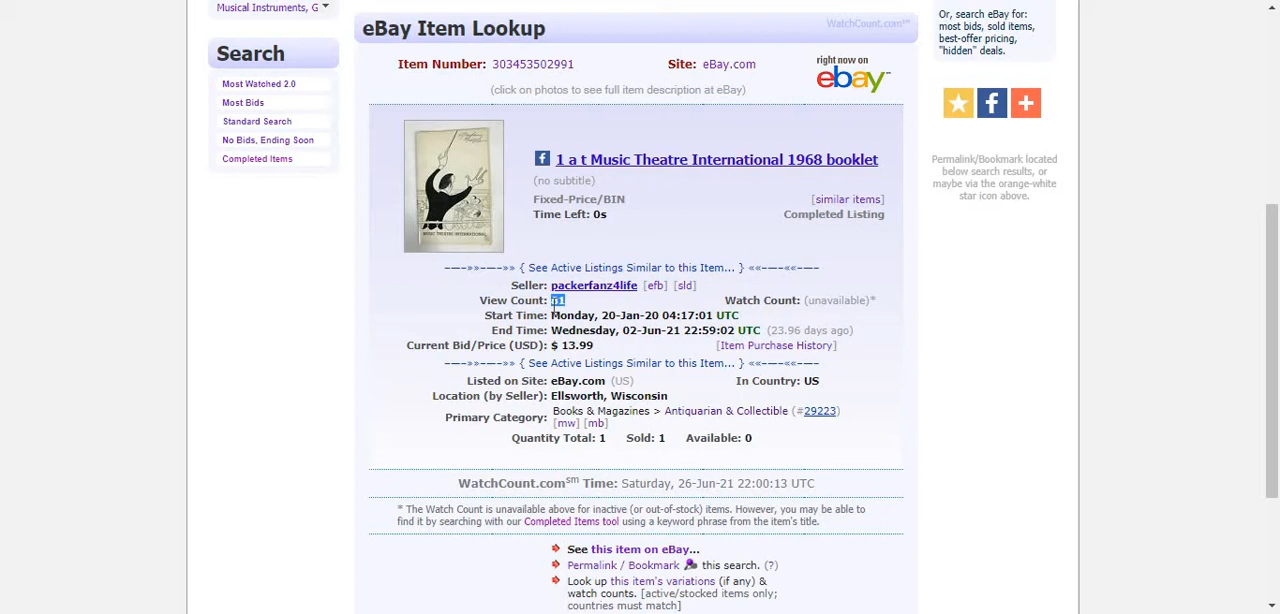 Musical Instruments, G
Search
Most Watched 2.0
Most Bids
Standard Search
No Bids, Ending Soon
Completed Items
eBay Item Lookup
WatchCount.com℠
Item Number: 303453502991 Site: eBay.com
right now on
ebay
(click on photos to see full item description at eBay)
MUSIC THEATRE INTERNATIONAL
1 a t Music Theatre International 1968 booklet
(no subtitle)
Fixed-Price/BIN [similar items]
Time Left: 0s Completed Listing
—–-»»—–-»» { See Active Listings Similar to this Item... } ««-–—««-–—
Seller: packerfanz4life [efb] [sld]
View Count: Watch Count: (unavailable)*
Start Time: Monday, 20-Jan-20 04:17:01 UTC
End Time: Wednesday, 02-Jun-21 22:59:02 UTC (23.96 days ago)
Current Bid/Price (USD): $ 13.99 [Item Purchase History]
—–-»»—–-»» { See Active Listings Similar to this Item... } ««-–—««-–—
Listed on Site: eBay.com (US) In Country: US
Location (by Seller): Ellsworth, Wisconsin
Primary Category: Books & Magazines > Antiquarian & Collectible (#29223)
[mw] [mb]
Quantity Total: 1 Sold: 1 Available: 0
WatchCount.com℠ Time: Saturday, 26-Jun-21 22:00:13 UTC
* The Watch Count is unavailable above for inactive (or out-of-stock) items. However, you may be able to
find it by searching with our Completed Items tool using a keyword phrase from the item's title.
See this item on eBay...
Permalink / Bookmark this search. (?)
Look up this item's variations (if any) &
watch counts. [active/stocked items only;
countries must match]
Or, search eBay for:
most bids, sold items,
best-offer pricing,
"hidden" deals.
Permalink/Bookmark located
below search results, or
maybe via the orange-white
star icon above.